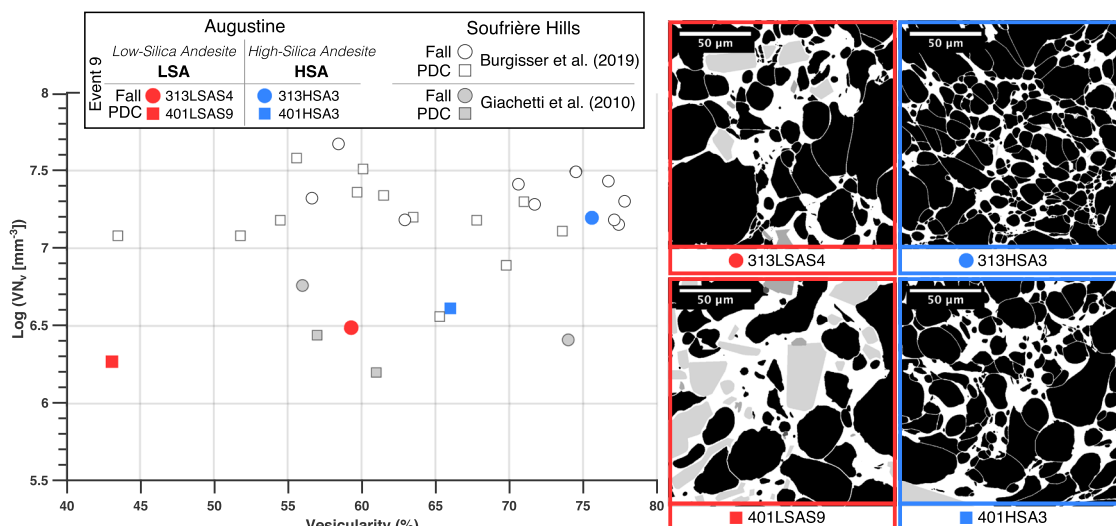 Augustine
Soufrière Hills
Event 9
Low-Silica Andesite
High-Silica Andesite
LSA
HSA
Fall
PDC
Burgisser et al. (2019)
Fall 313LSAS4 313HSA3
PDC 401LSAS9 401HSA3
Fall
PDC
Giachetti et al. (2010)
Log (VNv [mm-3])
8
7.5
7
6.5
6
5.5
40 45 50 55 60 65 70 75 80
Vesicularity (%)
50 µm
50 µm
313LSAS4
313HSA3
50 µm
50 µm
401LSAS9
401HSA3